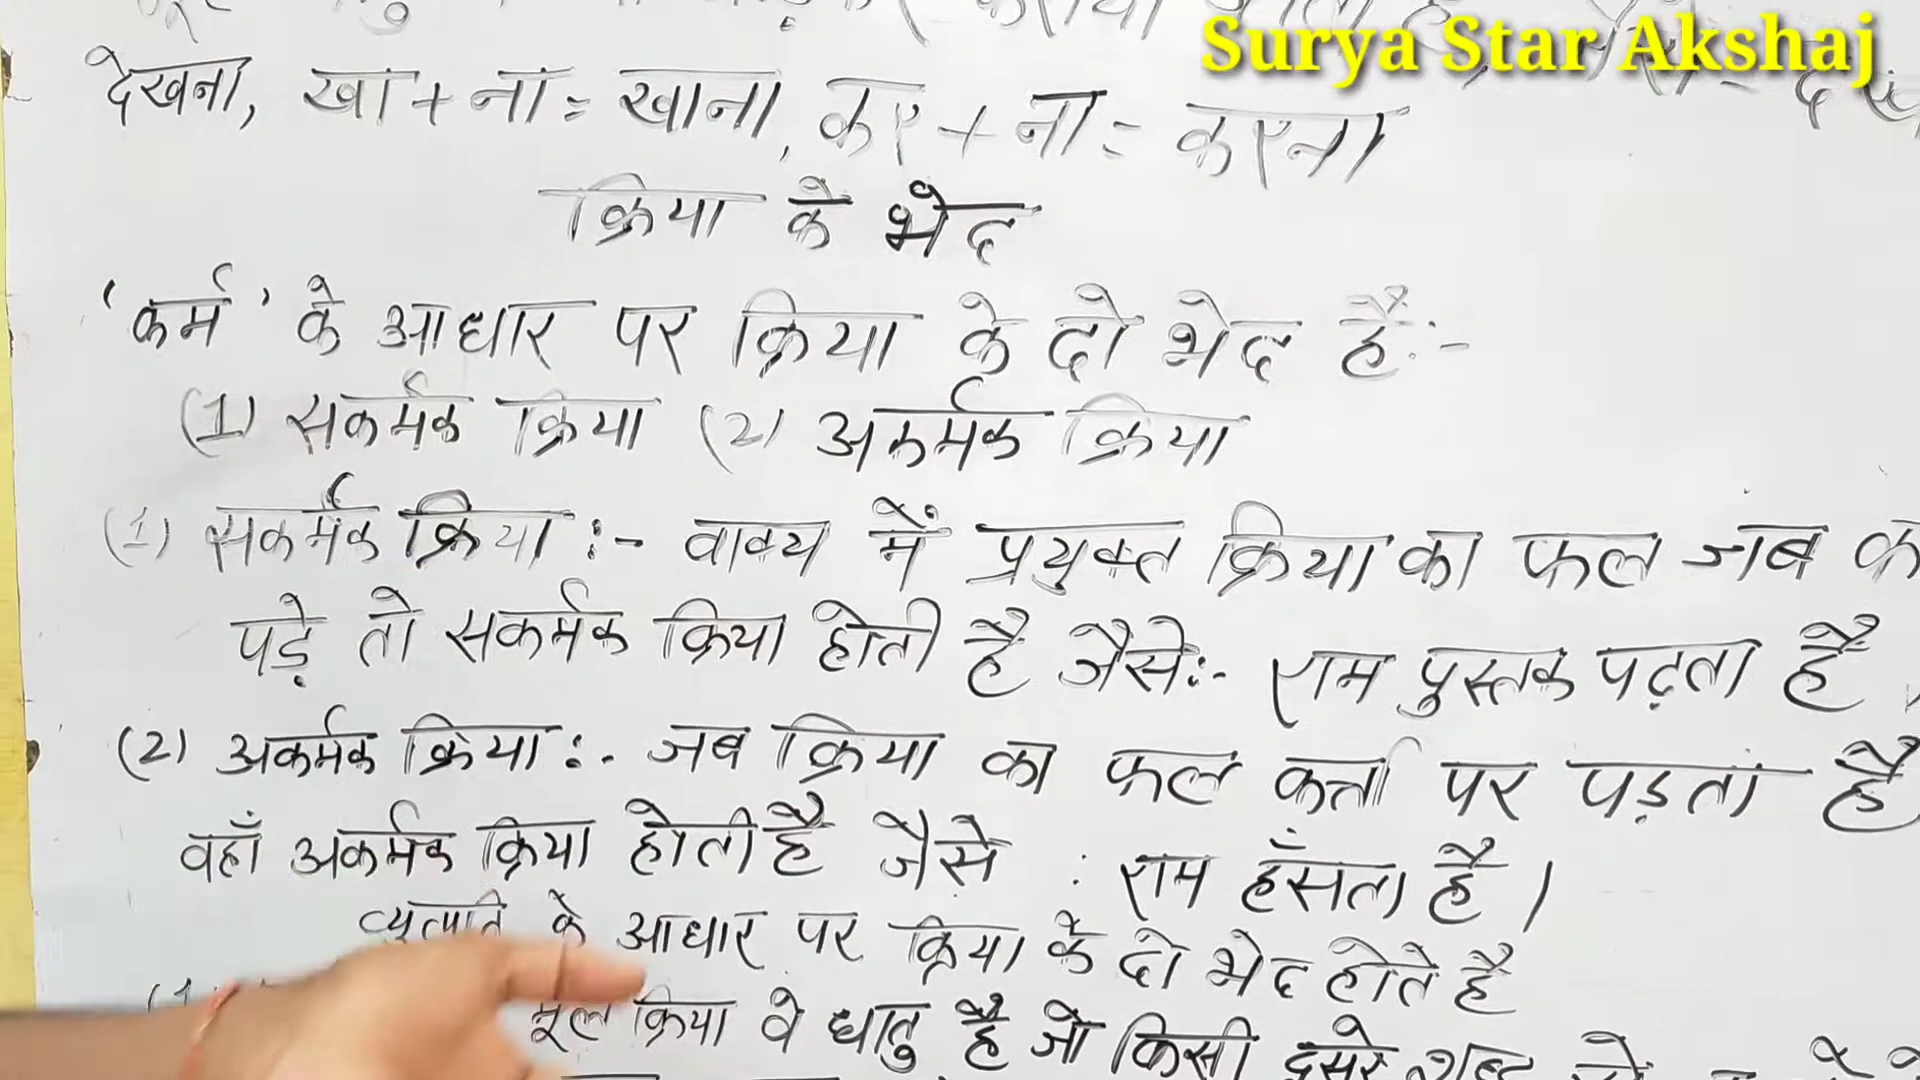 Surya Star Akshaj
देखना, खा + ना = खाना, कर + ना = करना
क्रिया के भेद
'कर्म' के आधार पर क्रिया के दो भेद हैं:-
(1) सकर्मक क्रिया (2) अकर्मक क्रिया
(1) सकर्मक क्रिया :- वाक्य में प्रयुक्त क्रिया का फल जब
पड़े तो सकर्मक क्रिया होती है जैसे:- राम पुस्तक पढ़ता है
(2) अकर्मक क्रिया :- जब क्रिया का फल कर्त्ता पर पड़ता है
वहाँ अकर्मक क्रिया होती है जैसे : राम हँसता है।
के आधार पर क्रिया के दो भेद होते है
मूल क्रिया वे धातु है जो किसी दूसरे शब्द